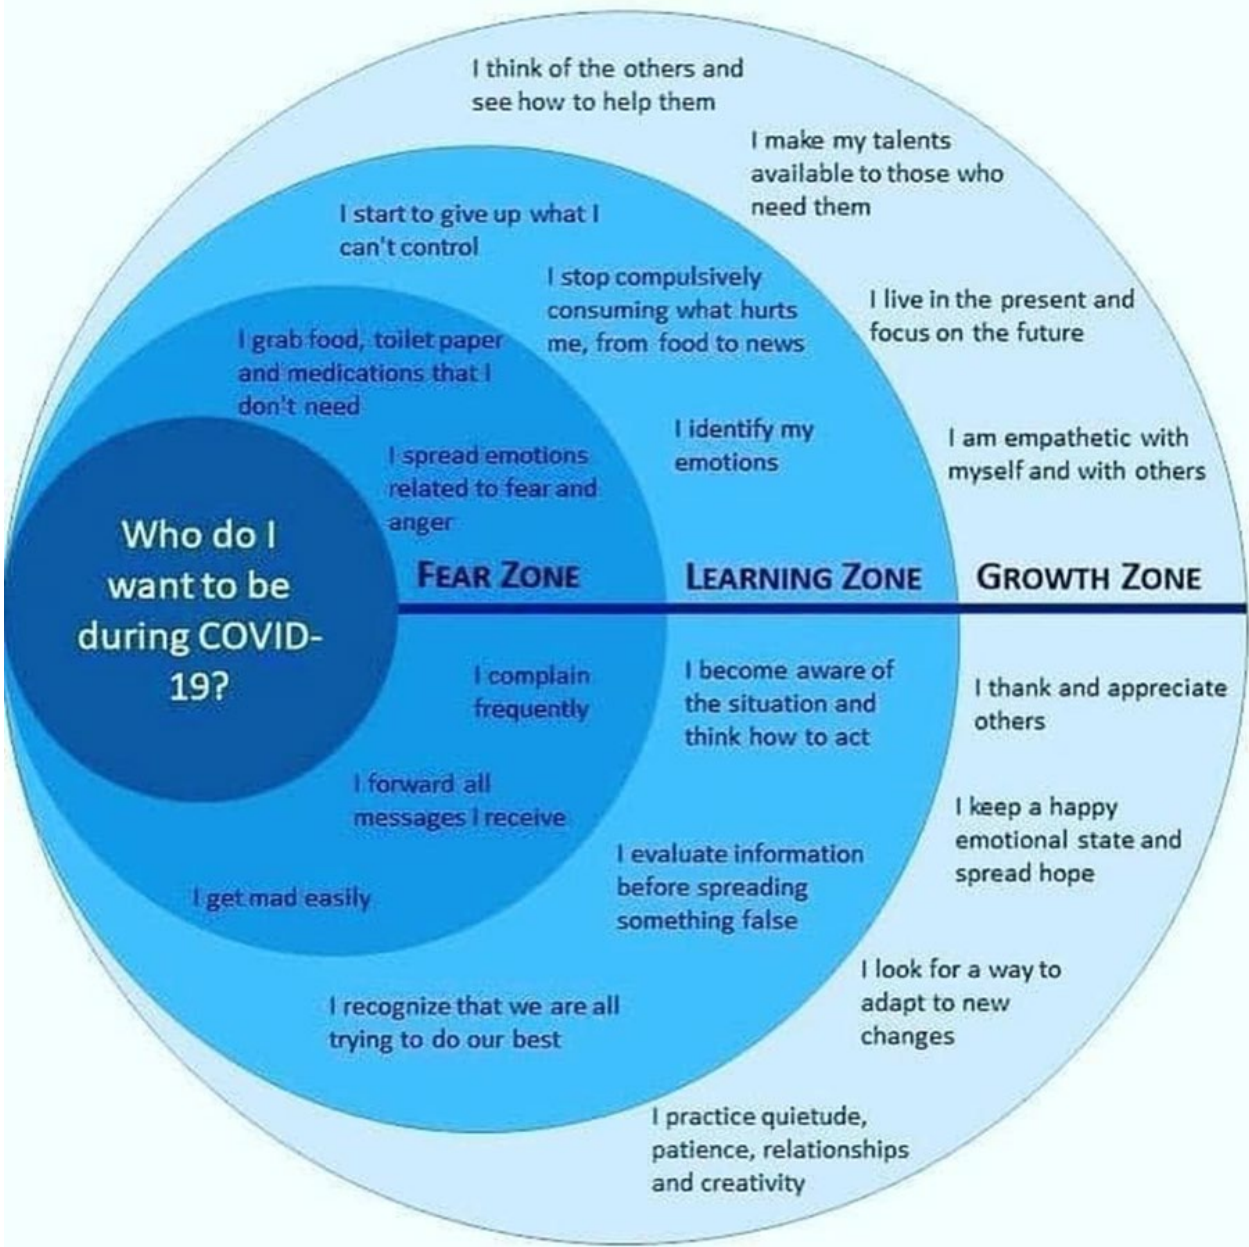 I think of the others and
see how to help them
I make my talents
available to those who
need them
I start to give up what I
can't control
I stop compulsively
consuming what hurts
me, from food to news
I live in the present and
focus on the future
I grab food, toilet paper
and medications that I
don't need
I identify my
emotions
I am empathetic with
myself and with others
I spread emotions
related to fear and
anger
Who do I
want to be
during COVID-
19?
FEAR ZONE
LEARNING ZONE
GROWTH ZONE
I complain
frequently
I become aware of
the situation and
think how to act
I thank and appreciate
others
I forward all
messages I receive
I keep a happy
emotional state and
spread hope
I evaluate information
before spreading
something false
I get mad easily
I look for a way to
adapt to new
changes
I recognize that we are all
trying to do our best
I practice quietude,
patience, relationships
and creativity